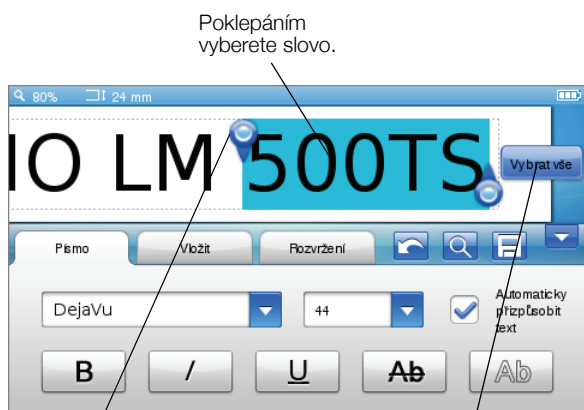 Poklepáním
vyberete slovo.
80% 24 mm
IO LM 500TS
Vybrat vše
Písmo Vložit Rozvržení
DejaVu 44 Automaticky
přizpůsobit
text
B I U Ab Ab